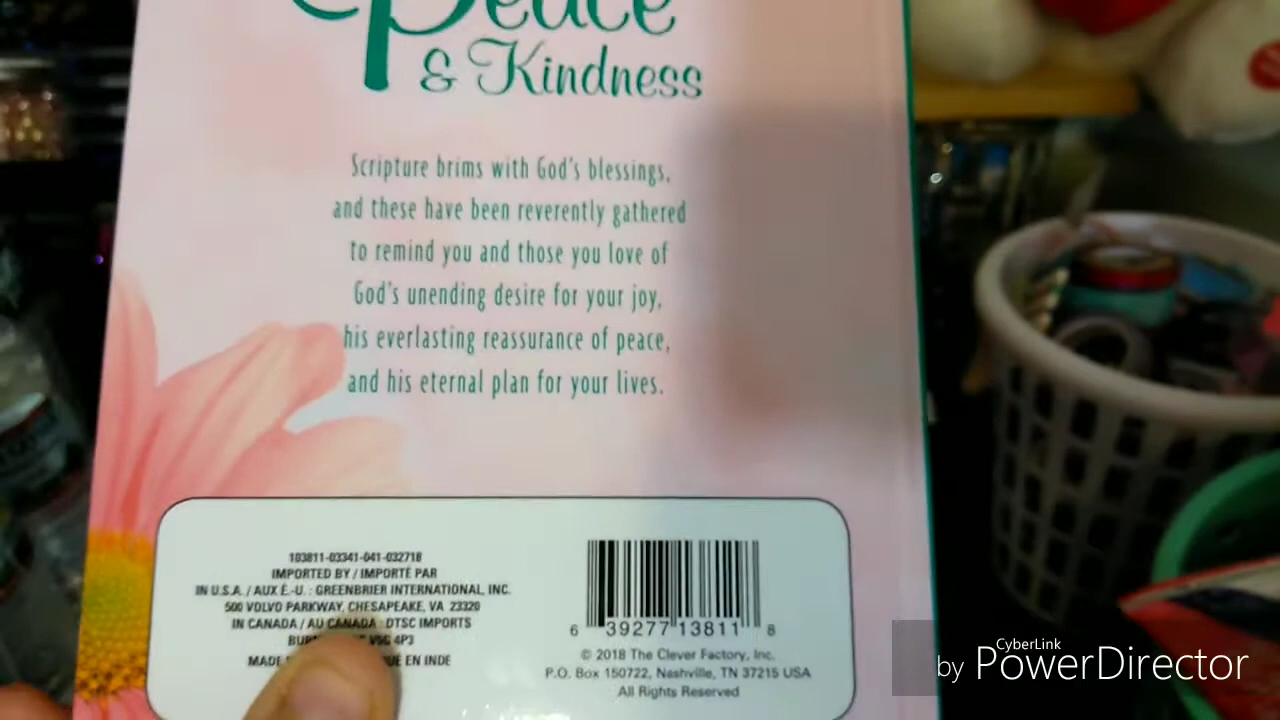 Peace
& Kindness
Scripture brims with God's blessings,
and these have been reverently gathered
to remind you and those you love of
God's unending desire for your joy,
his everlasting reassurance of peace,
and his eternal plan for your lives.
103811-03341-041-032718
IMPORTED BY / IMPORTÉ PAR
IN U.S.A. / AUX É.-U. : GREENBRIER INTERNATIONAL, INC.
500 VOLVO PARKWAY, CHESAPEAKE, VA 23320
IN CANADA / AU CANADA : DTSC IMPORTS
V5G 4P3
MADE EN INDE
6 39277 13811 8
© 2018 The Clever Factory, Inc.
P.O. Box 150722, Nashville, TN 37215 USA
All Rights Reserved
CyberLink
by PowerDirector